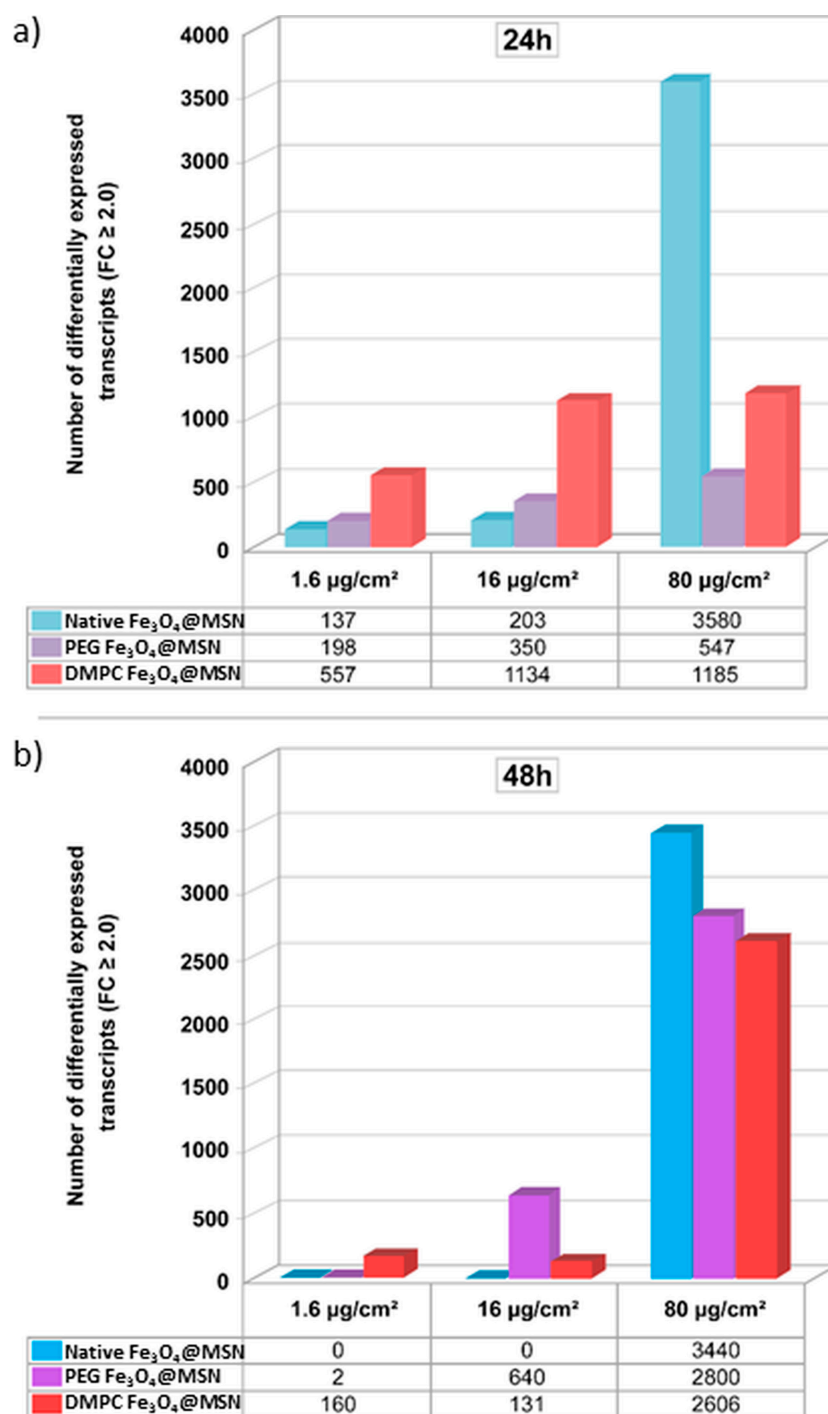 a)
24h
Number of differentially expressed
transcripts (FC ≥ 2.0)
4000
3500
3000
2500
2000
1500
1000
500
0
1.6 µg/cm² 16 µg/cm² 80 µg/cm²
Native Fe₃O₄@MSN 137 203 3580
PEG Fe₃O₄@MSN 198 350 547
DMPC Fe₃O₄@MSN 557 1134 1185
b)
48h
Number of differentially expressed
transcripts (FC ≥ 2.0)
4000
3500
3000
2500
2000
1500
1000
500
0
1.6 µg/cm² 16 µg/cm² 80 µg/cm²
Native Fe₃O₄@MSN 0 0 3440
PEG Fe₃O₄@MSN 2 640 2800
DMPC Fe₃O₄@MSN 160 131 2606